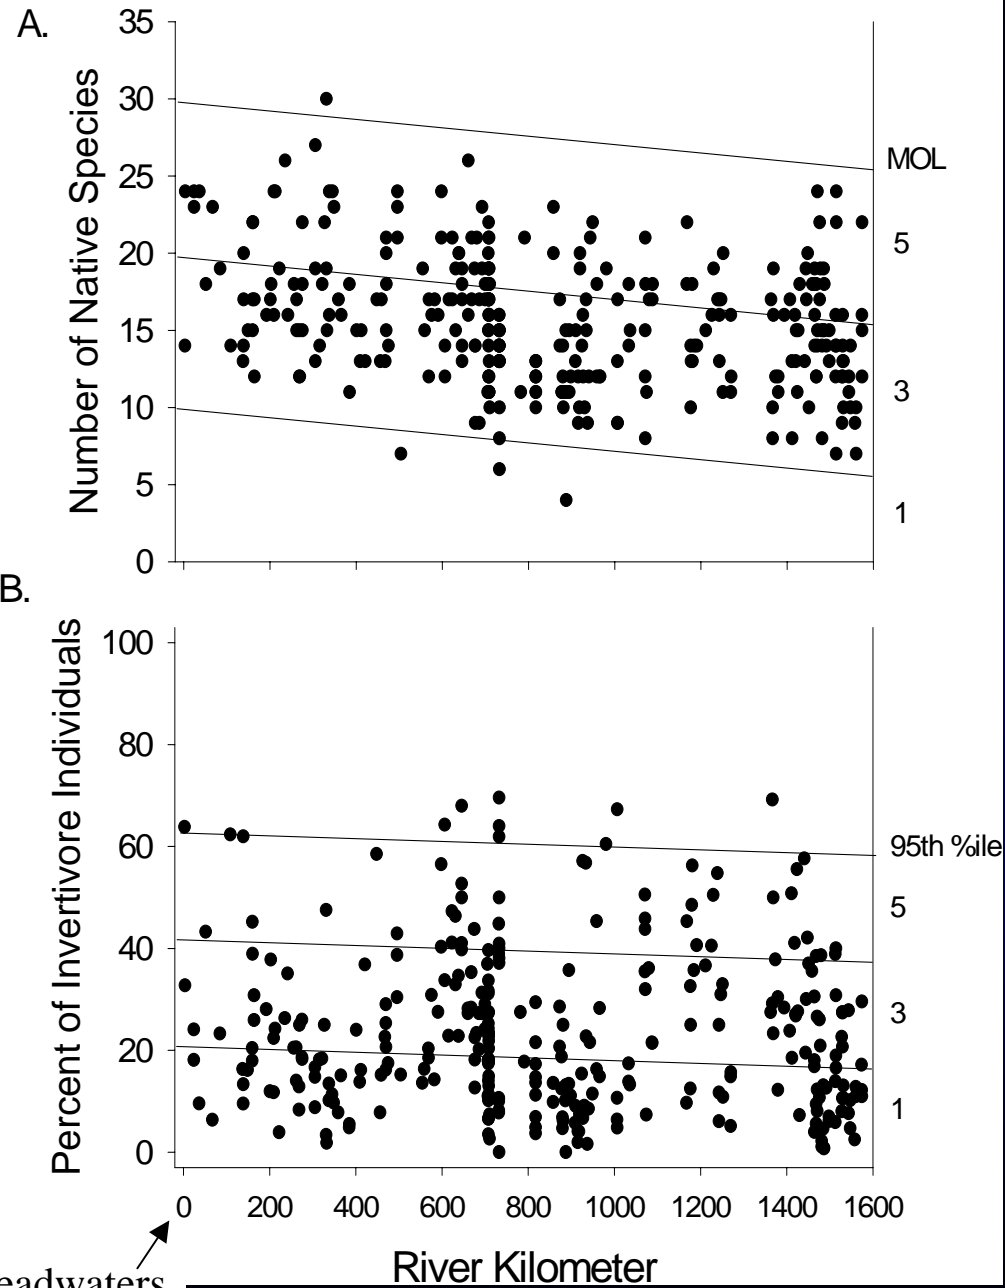 A.
Number of Native Species
35
30
25
20
15
10
5
0
MOL
5
3
1
B.
Percent of Invertivore Individuals
100
80
60
40
20
0
95th %ile
5
3
1
0 200 400 600 800 1000 1200 1400 1600
River Kilometer
eadwaters